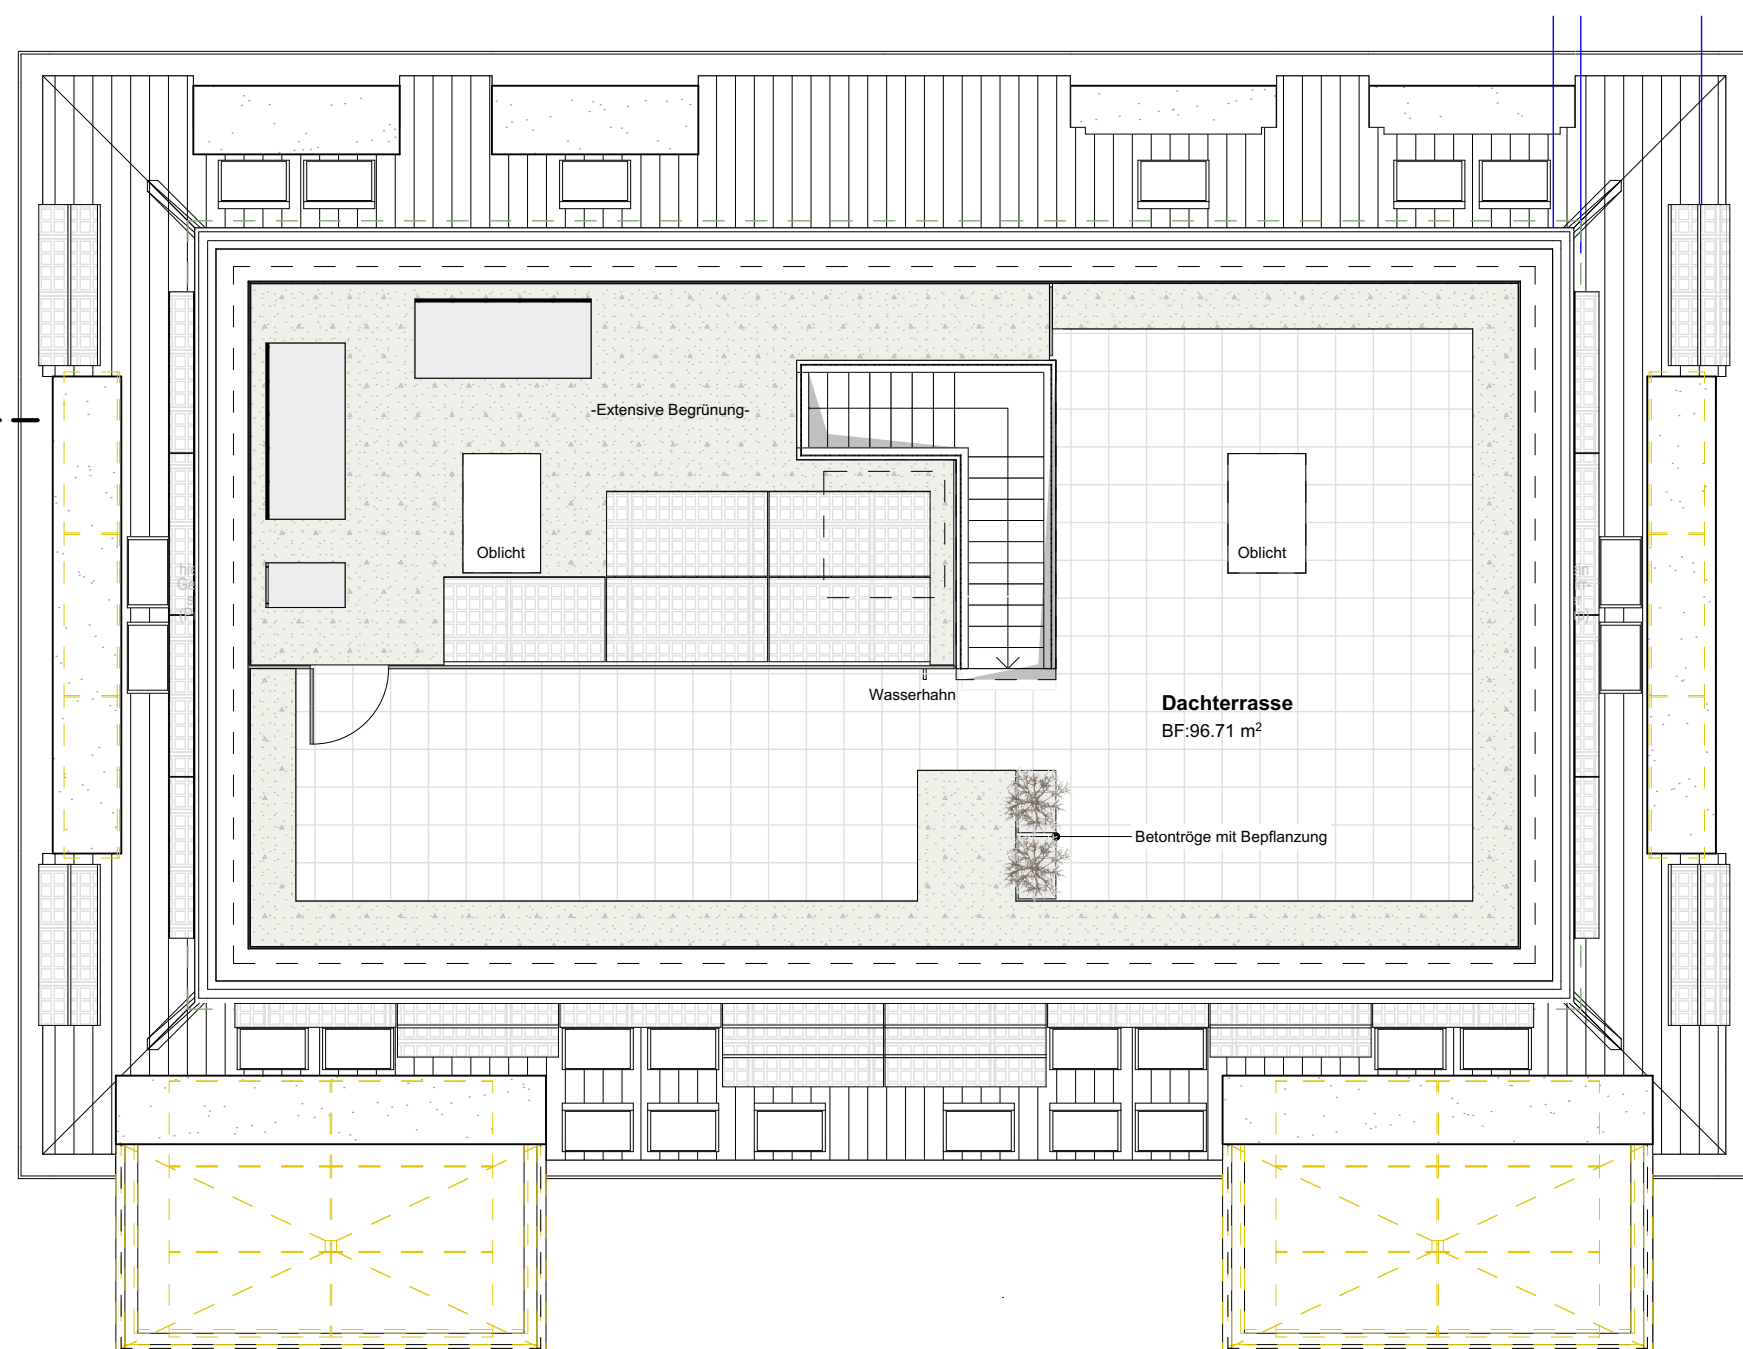 -Extensive Begrünung-
Oblicht
Oblicht
Wasserhahn
Dachterrasse
BF:96.71 m²
Betontröge mit Bepflanzung